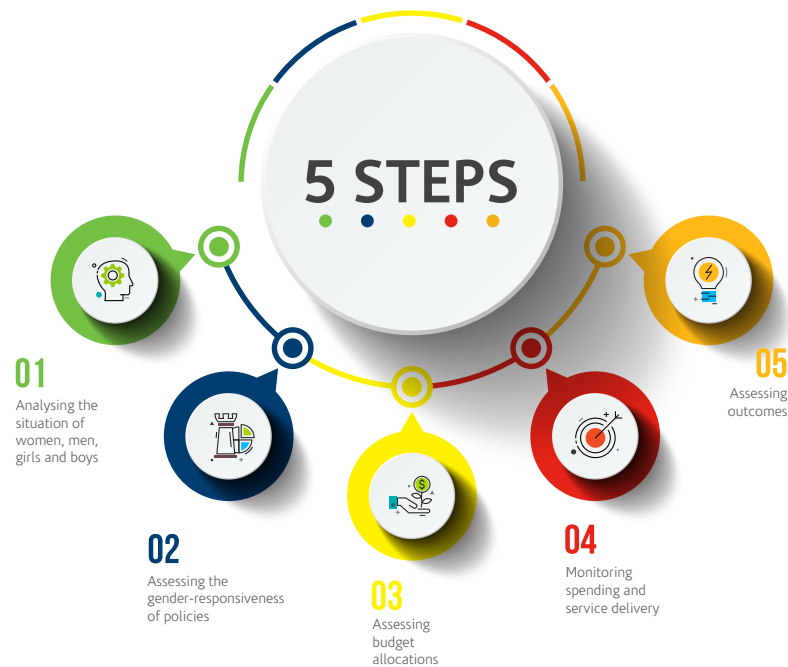 5 STEPS
01
Analysing the
situation of
women, men,
girls and boys
02
Assessing the
gender-responsiveness
of policies
03
Assessing
budget
allocations
04
Monitoring
spending and
service delivery
05
Assessing
outcomes
$